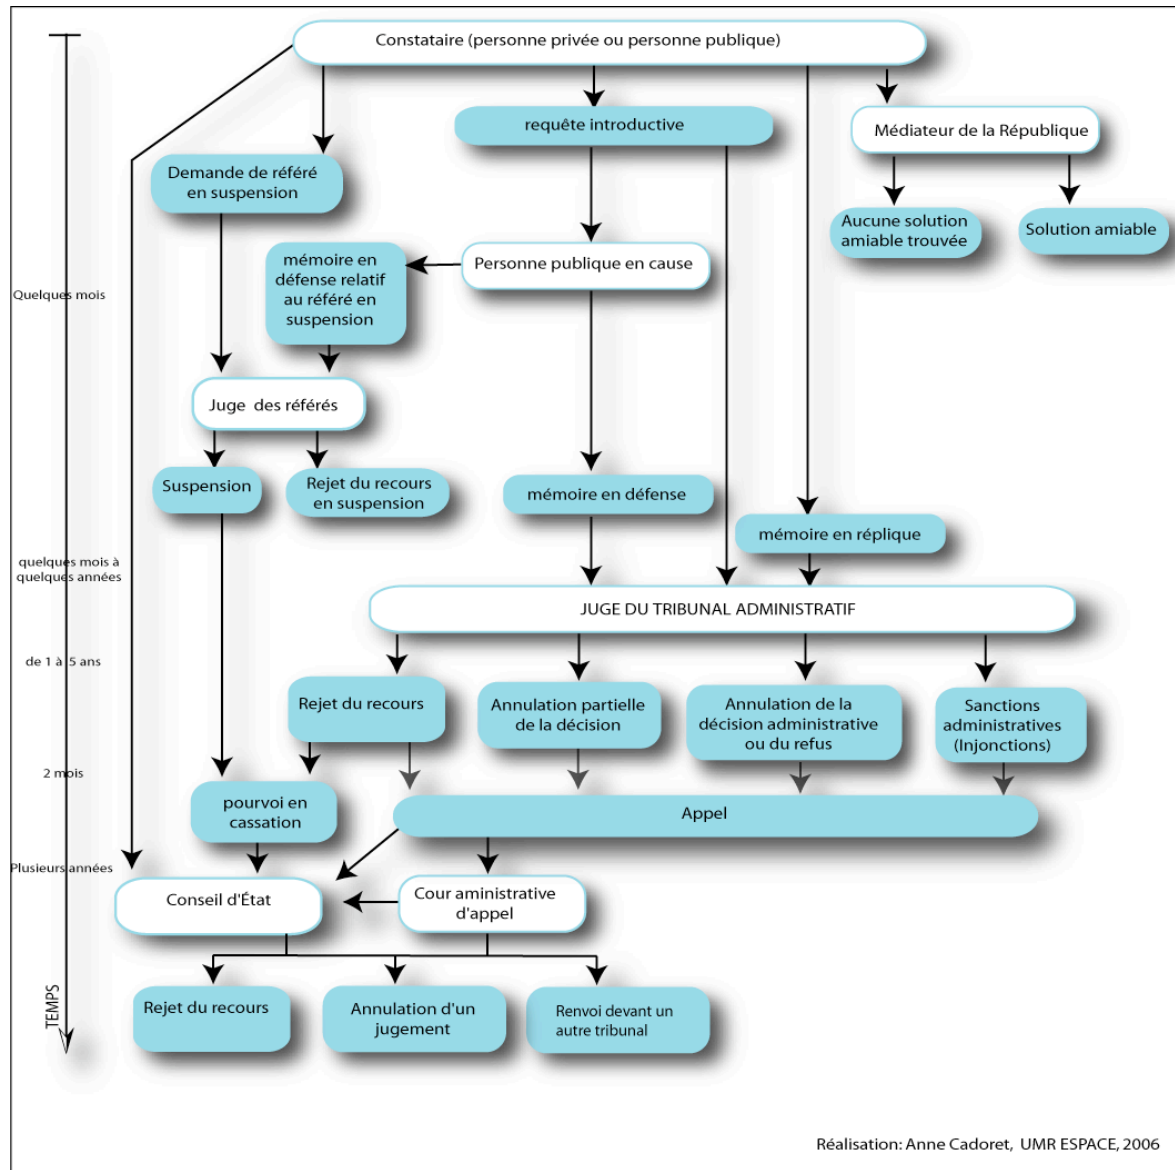 Constataire (personne privée ou personne publique)
requête introductive
Médiateur de la République
Demande de référé
en suspension
Aucune solution
amiable trouvée
Solution amiable
mémoire en
défense relatif
au référé en
suspension
Personne publique en cause
Quelques mois
Juge des référés
Suspension
Rejet du recours
en suspension
mémoire en défense
mémoire en réplique
quelques mois à
quelques années
JUGE DU TRIBUNAL ADMINISTRATIF
de 1 à 5 ans
Rejet du recours
Annulation partielle
de la décision
Annulation de la
décision administrative
ou du refus
Sanctions
administratives
(Injonctions)
2 mois
pourvoi en
cassation
Appel
Plusieurs années
Conseil d'État
Cour aministrative
d'appel
TEMPS
Rejet du recours
Annulation d'un
jugement
Renvoi devant un
autre tribunal
Réalisation: Anne Cadoret, UMR ESPACE, 2006